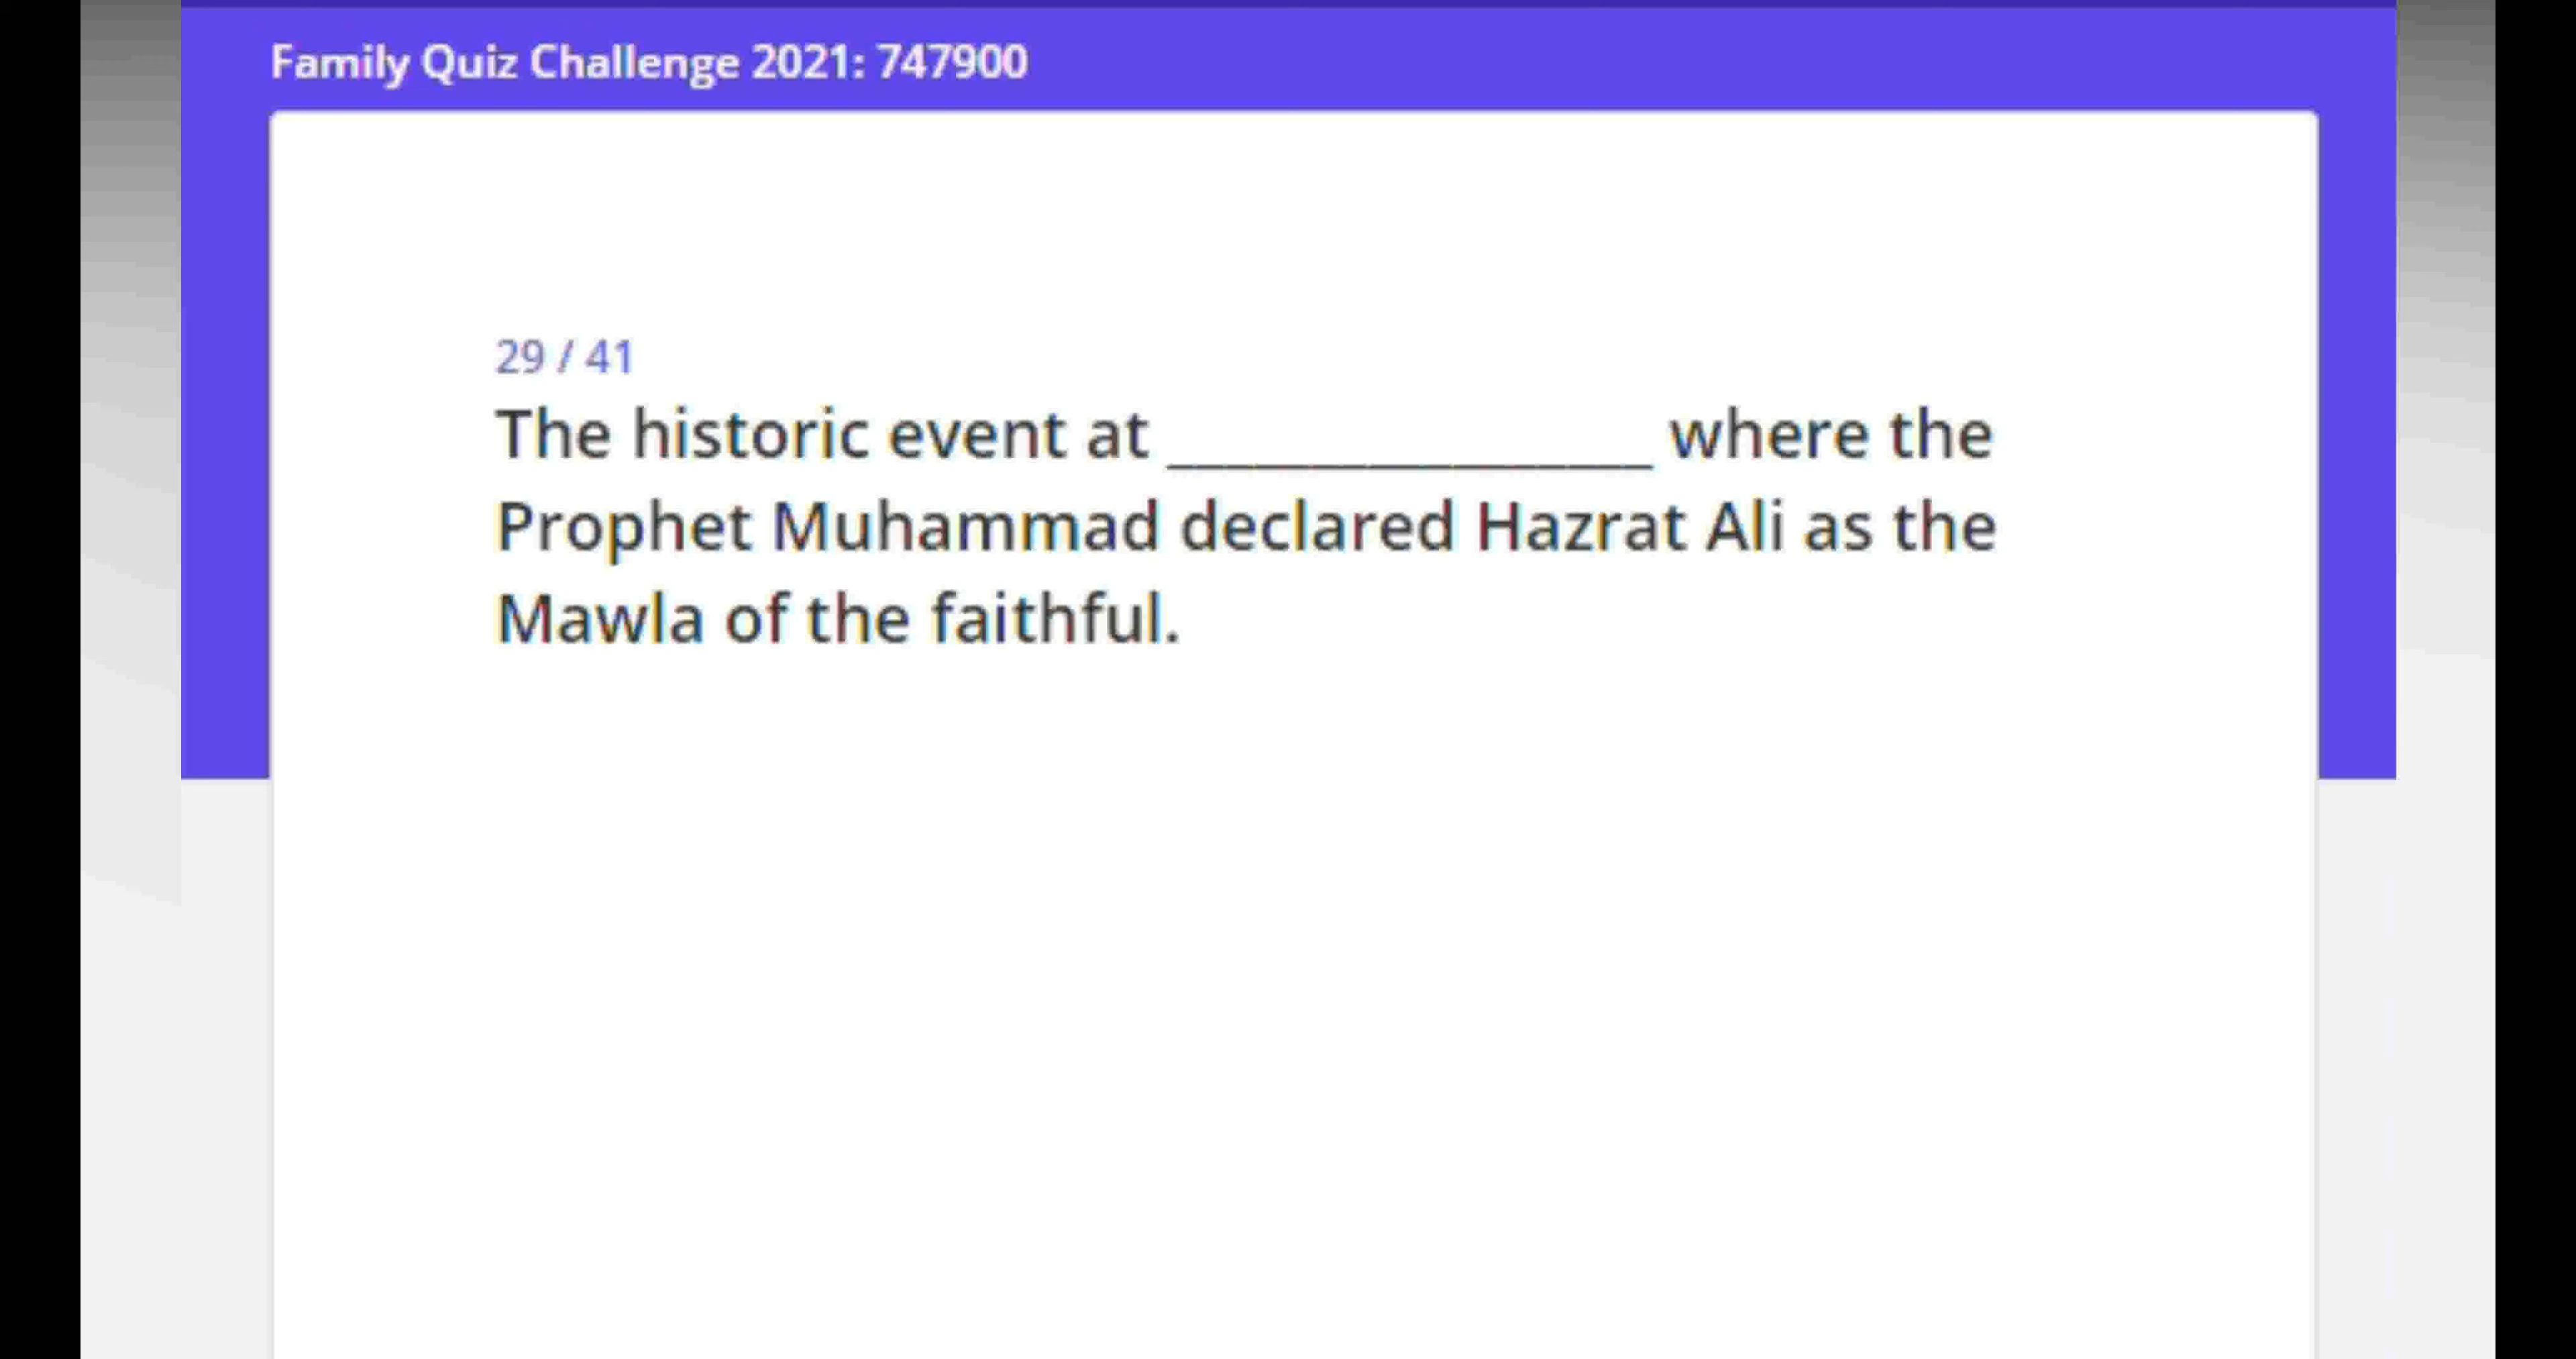 Family Quiz Challenge 2021: 747900
29 / 41
The historic event at _________________ where the
Prophet Muhammad declared Hazrat Ali as the
Mawla of the faithful.